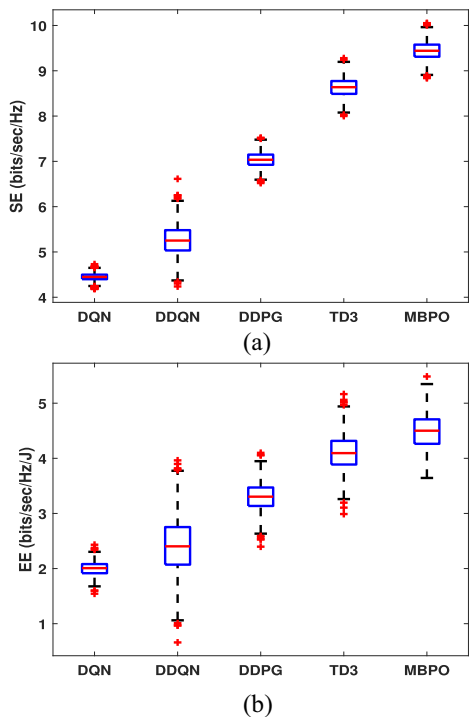 SE (bits/sec/Hz)
10
9
8
7
6
5
4
DQN DDQN DDPG TD3 MBPO
(a)
EE (bits/sec/Hz/J)
5
4
3
2
1
DQN DDQN DDPG TD3 MBPO
(b)